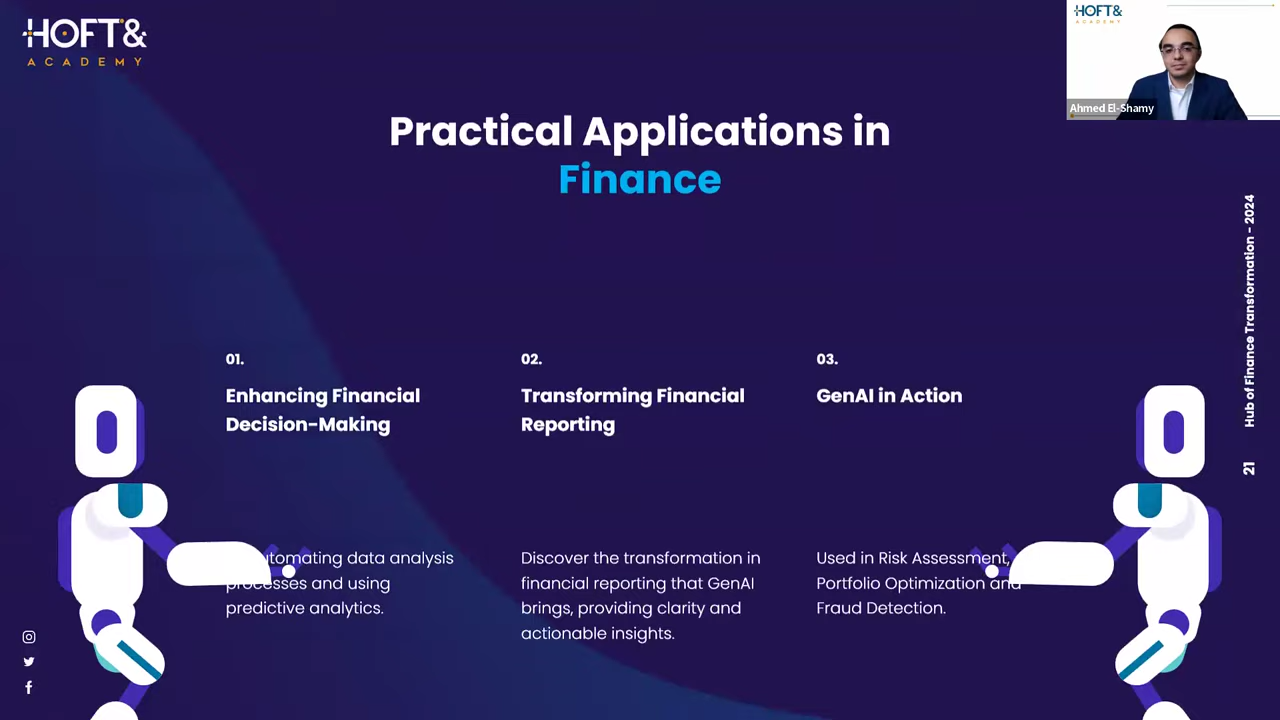 HOFT&
ACADEMY
HOFT&
ACADEMY
Ahmed El-Shamy
Practical Applications in
Finance
Hub of Finance Transformation - 2024
21
01.
Enhancing Financial
Decision-Making
automating data analysis
processes and using
predictive analytics.
02.
Transforming Financial
Reporting
Discover the transformation in
financial reporting that GenAI
brings, providing clarity and
actionable insights.
03.
GenAI in Action
Used in Risk Assessment,
Portfolio Optimization and
Fraud Detection.